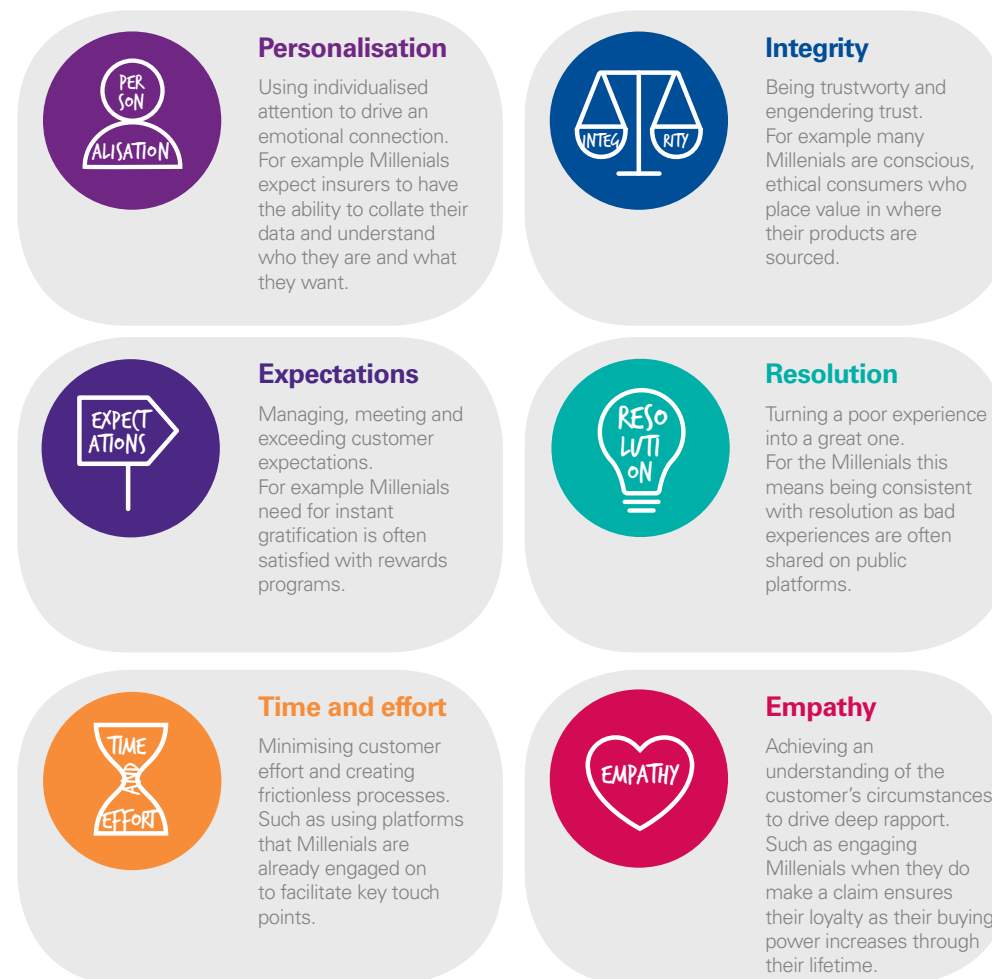 PER
SON
ALISATION
Personalisation
Using individualised
attention to drive an
emotional connection.
For example Millenials
expect insurers to have
the ability to collate their
data and understand
who they are and what
they want.
INTEG RITY
Integrity
Being trustworty and
engendering trust.
For example many
Millenials are conscious,
ethical consumers who
place value in where
their products are
sourced.
EXPECT
ATIONS
Expectations
Managing, meeting and
exceeding customer
expectations.
For example Millenials
need for instant
gratification is often
satisfied with rewards
programs.
RESO
LUTI
ON
Resolution
Turning a poor experience
into a great one.
For the Millenials this
means being consistent
with resolution as bad
experiences are often
shared on public
platforms.
TIME
AND
EFFORT
Time and effort
Minimising customer
effort and creating
frictionless processes.
Such as using platforms
that Millenials are
already engaged on
to facilitate key touch
points.
EMPATHY
Empathy
Achieving an
understanding of the
customer's circumstances
to drive deep rapport.
Such as engaging
Millenials when they do
make a claim ensures
their loyalty as their buying
power increases through
their lifetime.